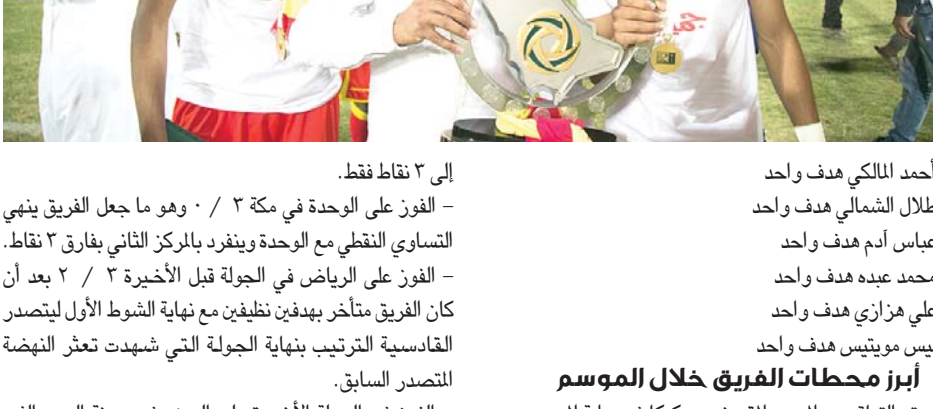 أحمد المالكي هدف واحد
طلال الشمالي هدف واحد
عباس آدم هدف واحد
محمد عبده هدف واحد
علي هزازي هدف واحد
بيس مويتيس هدف واحد
أبرز محطات الفريق خلال الموسم
إلى ٣ نقاط فقط.
– الفوز على الوحدة في مكة ٣ / ٠ وهو ما جعل الفريق ينهي
التساوي النقطي مع الوحدة وينفرد بالمركز الثاني بفارق ٣ نقاط.
– الفوز على الرياض في الجولة قبل الأخيرة ٣ / ٢ بعد أن
كان الفريق متأخر بهدفين نظيفين مع نهاية الشوط الأول ليتصدر
القادسية الترتيب بنهاية الجولة التي شهدت تعثر النهضة
المتصدر السابق.